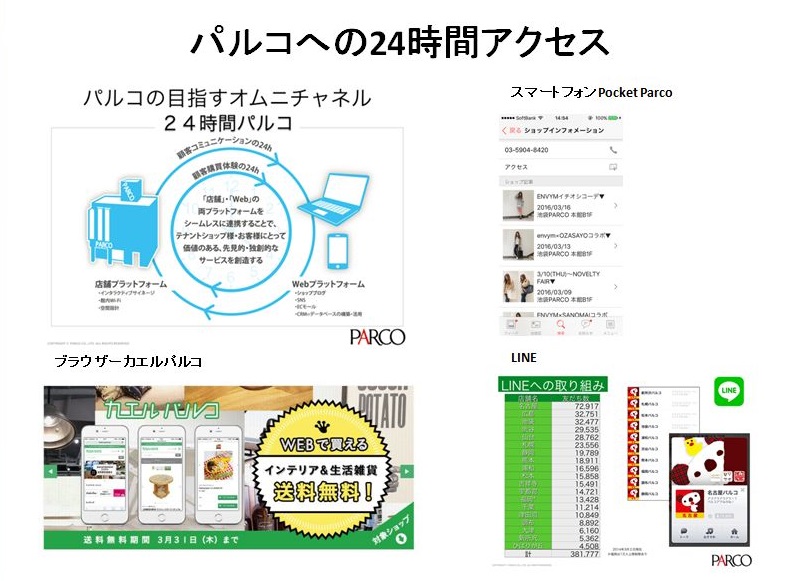 パルコへの24時間アクセス
パルコの目指すオムニチャネル
２４時間パルコ
顧客コミュニケーションの24h
顧客購買体験の24h
「店舗」・「Web」の
両プラットフォームを
シームレスに連携することで、
テナントショップ様・お客様にとって
価値のある、先見的・独創的な
サービスを創造する
PARCO
PARCO
店舗プラットフォーム
・インタラクティブサイネージ
・館内Wi-Fi
・空間設計
Webプラットフォーム
・ショップブログ
・SNS
・ECモール
・CRM=データベースの構築・活用
PARCO
スマートフォンPocket Parco
SoftBank 14:54 100%
戻る ショップインフォメーション
03-5904-8420
アクセス
ショップ記事
ENVYMイチオシコーデ▼
2016/03/16
池袋PARCO 本館B1F
envym×OZASAYOコラボ▼
2016/03/13
池袋PARCO 本館B1F
3/10(THU)～NOVELTY
FAIR▼
2016/03/09
池袋PARCO 本館B1F
ENVYM×SANOMAIコラボ
ブラウザーカエルパルコ
カエルパルコ
WEBで買える
インテリア&生活雑貨
送料無料！
対象ショップ
送料無料期間 3月31日(木)まで
POTATO
LINE
LINEへの取り組み
店舗名 友だち数
名古屋 72,917
32,751
32,477
29,535
28,762
23,556
19,789
18,911
16,596
15,858
15,491
14,721
13,428
11,214
10,849
8,892
6,160
5,362
4,508
計 381,777
LINE
名古屋パルコ
名古屋
トーク
ホーム
PARCO